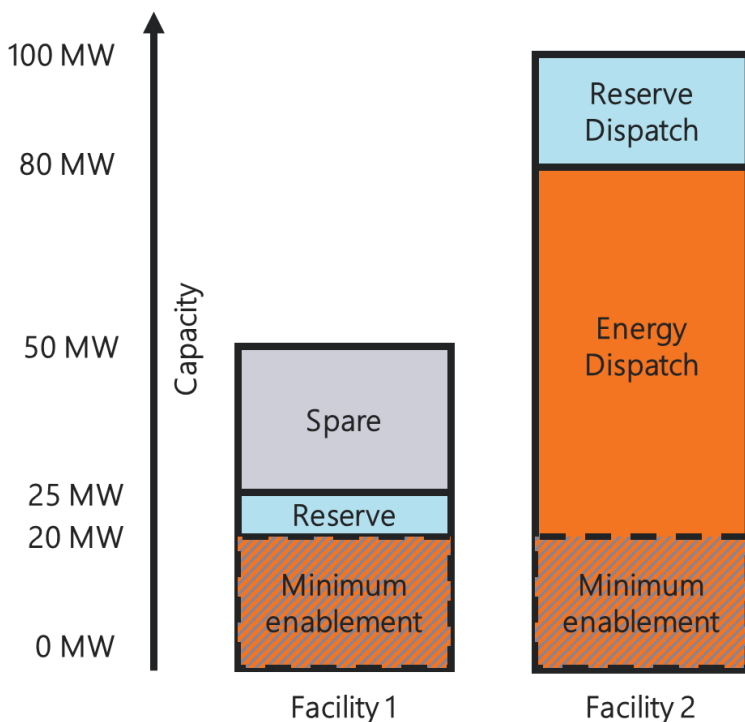 100 MW
80 MW
50 MW
25 MW
20 MW
0 MW
Capacity
Spare
Reserve
Minimum
enablement
Facility 1
Reserve
Dispatch
Energy
Dispatch
Minimum
enablement
Facility 2